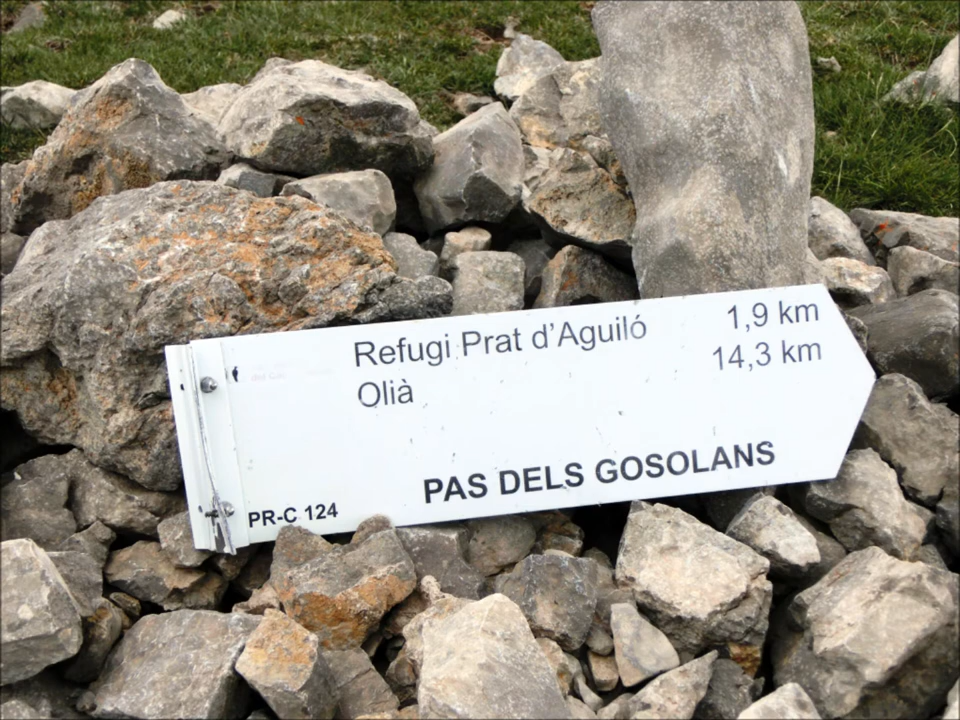 Refugi Prat d'Aguiló 1,9 km
Olià 14,3 km
PAS DELS GOSOLANS
PR-C 124